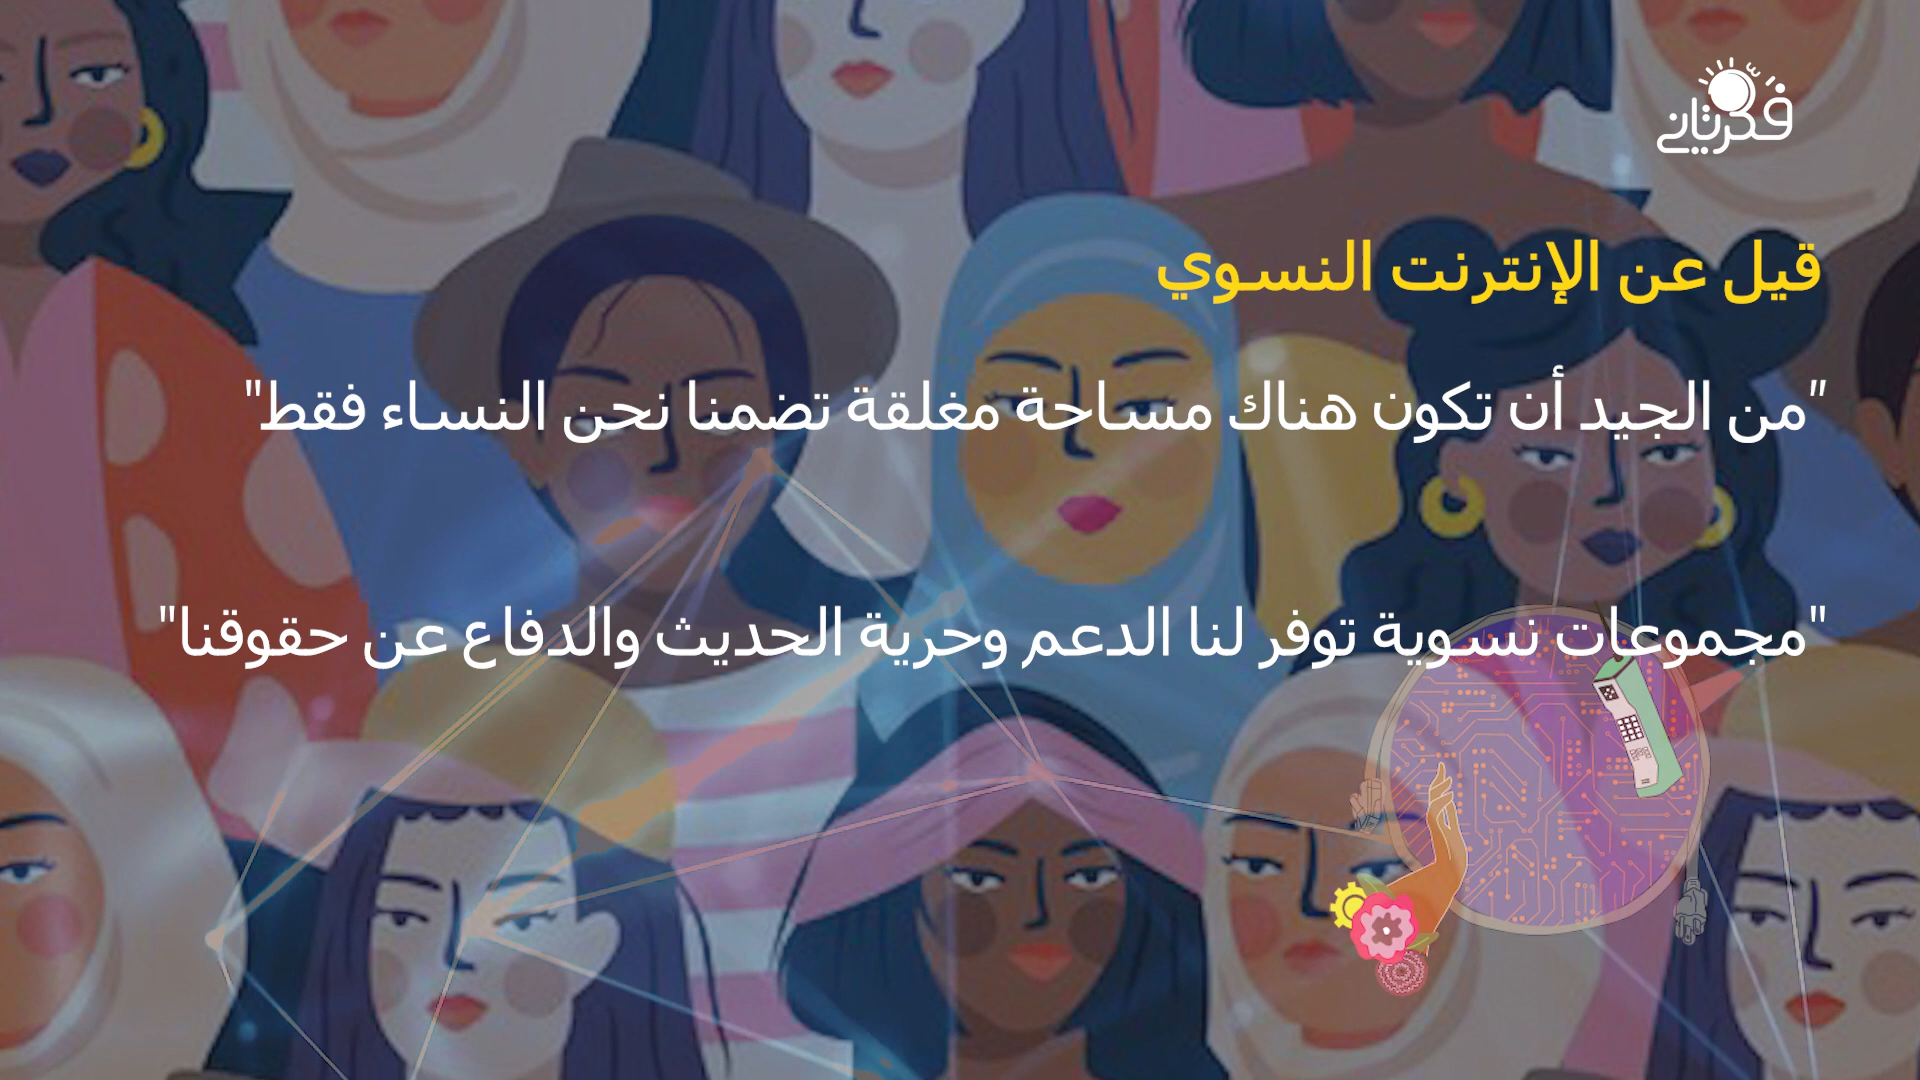 فكرتاني
قيل عن الإنترنت النسوي
"من الجيد أن تكون هناك مساحة مغلقة تضمنا نحن النساء فقط"
"مجموعات نسوية توفر لنا الدعم وحرية الحديث والدفاع عن حقوقنا"